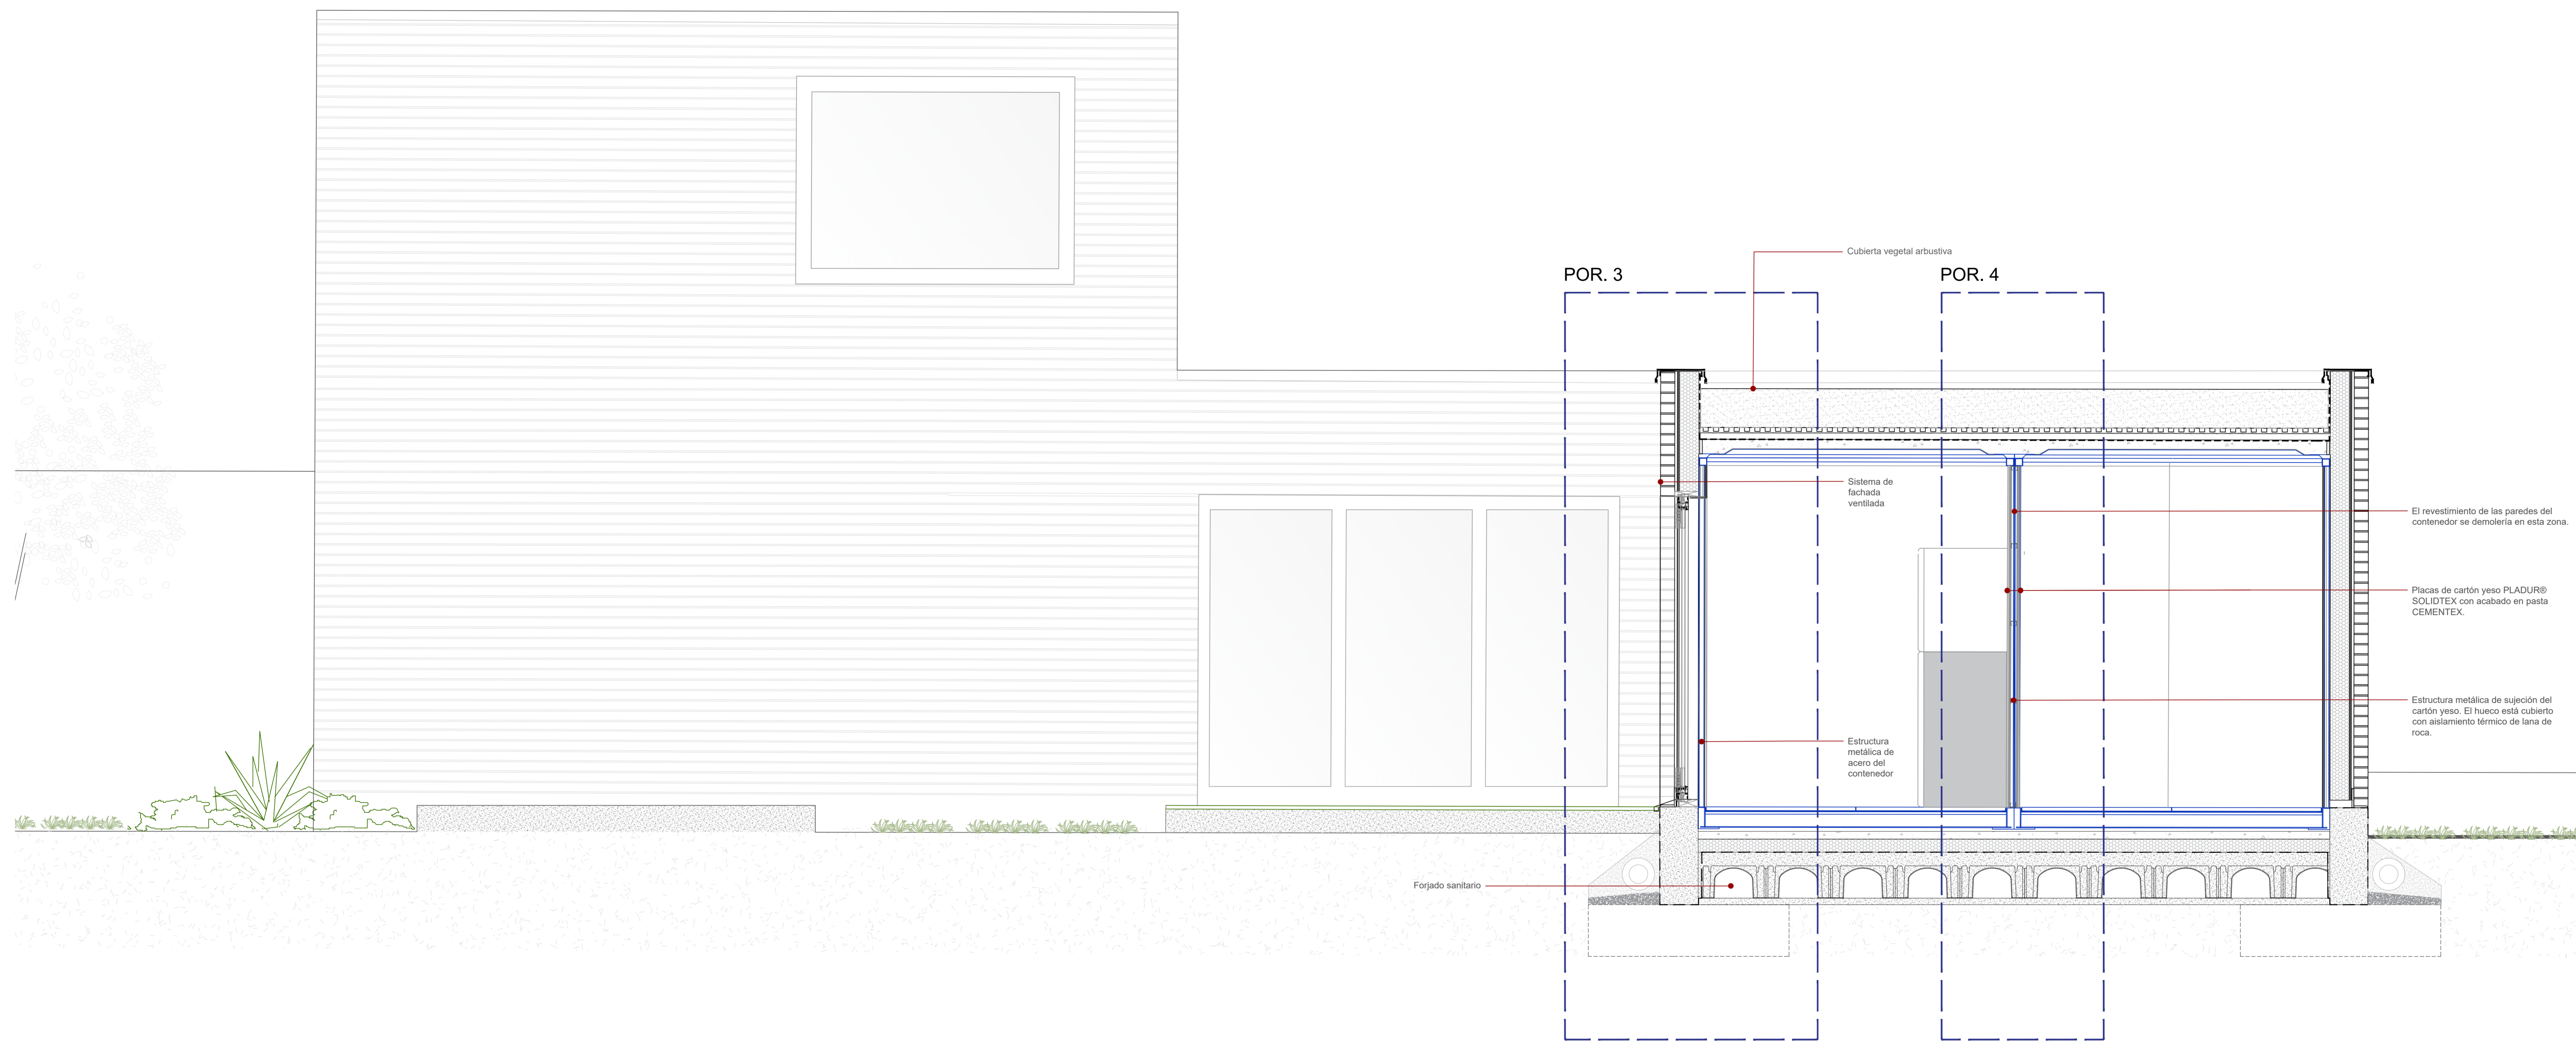 Cubierta vegetal arbustiva
POR. 3
POR. 4
Sistema de
fachada
ventilada
El revestimiento de las paredes del
contenedor se demolería en esta zona.
Placas de cartón yeso PLADUR®
SOLIDTEX con acabado en pasta
CEMENTEX.
Estructura metálica de sujeción del
cartón yeso. El hueco está cubierto
con aislamiento térmico de lana de
roca.
Estructura
metálica de
acero del
contenedor
Forjado sanitario